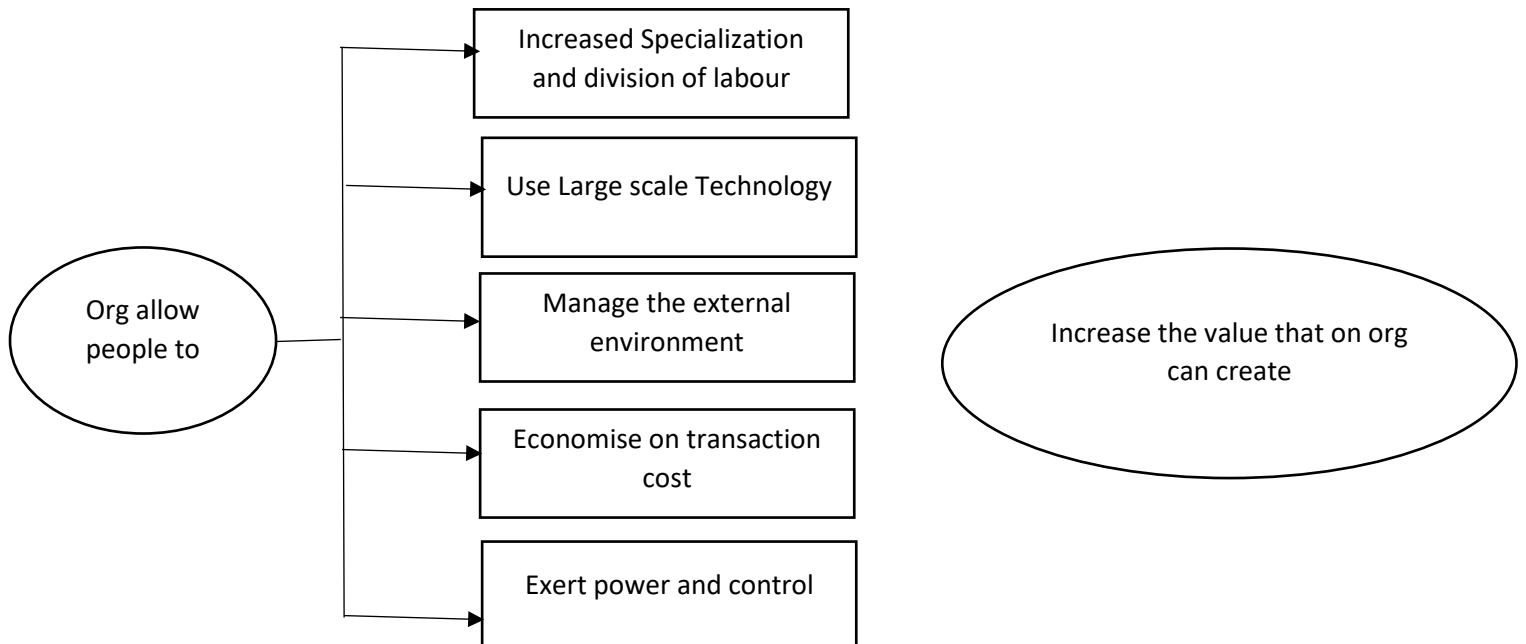 Increased Specialization
and division of labour
Use Large scale Technology
Org allow
people to
Manage the external
environment
Increase the value that on org
can create
Economise on transaction
cost
Exert power and control